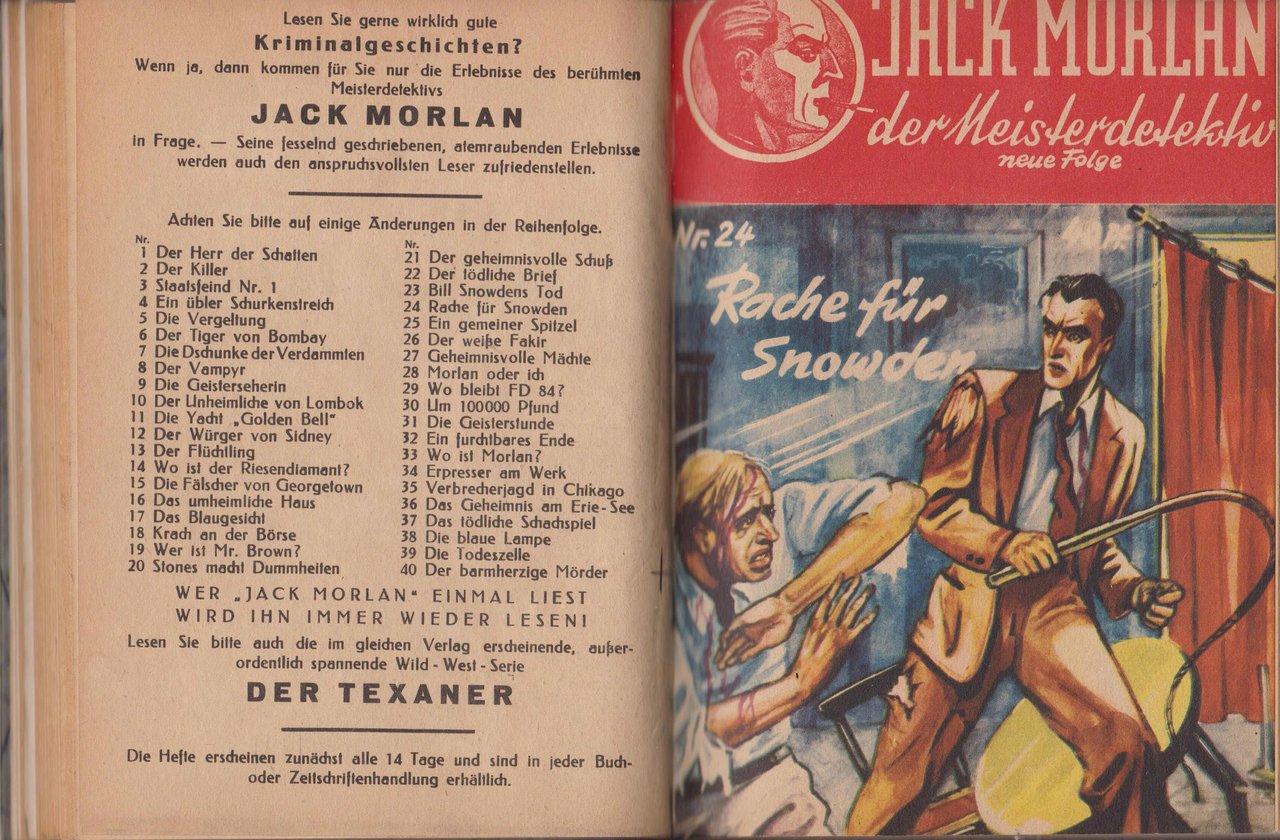 Lesen Sie gerne wirklich gute
Kriminalgeschichten?
Wenn ja, dann kommen für Sie nur die Erlebnisse des berühmten
Meisterdetektivs
JACK MORLAN
in Frage. — Seine fesselnd geschriebenen, atemraubenden Erlebnisse
werden auch den anspruchsvollsten Leser zufriedenstellen.
Achten Sie bitte auf einige Änderungen in der Reihenfolge.
Nr.
1 Der Herr der Schatten
2 Der Killer
3 Staatsfeind Nr. 1
4 Ein übler Schurkenstreich
5 Die Vergeltung
6 Der Tiger von Bombay
7 Die Dschunke der Verdammten
8 Der Vampyr
9 Die Geisterseherin
10 Der Unheimliche von Lombok
11 Die Yacht „Golden Bell"
12 Der Würger von Sidney
13 Der Flüchtling
14 Wo ist der Riesendiamant?
15 Die Fälscher von Georgetown
16 Das umheimliche Haus
17 Das Blaugesicht
18 Krach an der Börse
19 Wer ist Mr. Brown?
20 Stones macht Dummheiten
Nr.
21 Der geheimnisvolle Schuß
22 Der tödliche Brief
23 Bill Snowdens Tod
24 Rache für Snowden
25 Ein gemeiner Spitzel
26 Der weiße Fakir
27 Geheimnisvolle Mächte
28 Morlan oder ich
29 Wo bleibt FD 84?
30 Um 100000 Pfund
31 Die Geisterstunde
32 Ein furchtbares Ende
33 Wo ist Morlan?
34 Erpresser am Werk
35 Verbrecherjagd in Chikago
36 Das Geheimnis am Erie-See
37 Das tödliche Schachspiel
38 Die blaue Lampe
39 Die Todeszelle
40 Der barmherzige Mörder
WER „JACK MORLAN" EINMAL LIEST
WIRD IHN IMMER WIEDER LESEN!
Lesen Sie bitte auch die im gleichen Verlag erscheinende, außer-
ordentlich spannende Wild - West - Serie
DER TEXANER
Die Hefte erscheinen zunächst alle 14 Tage und sind in jeder Buch-
oder Zeitschriftenhandlung erhältlich.
JACK MORLAN
der Meisterdetektiv
neue Folge
Nr. 24
Rache für
Snowden